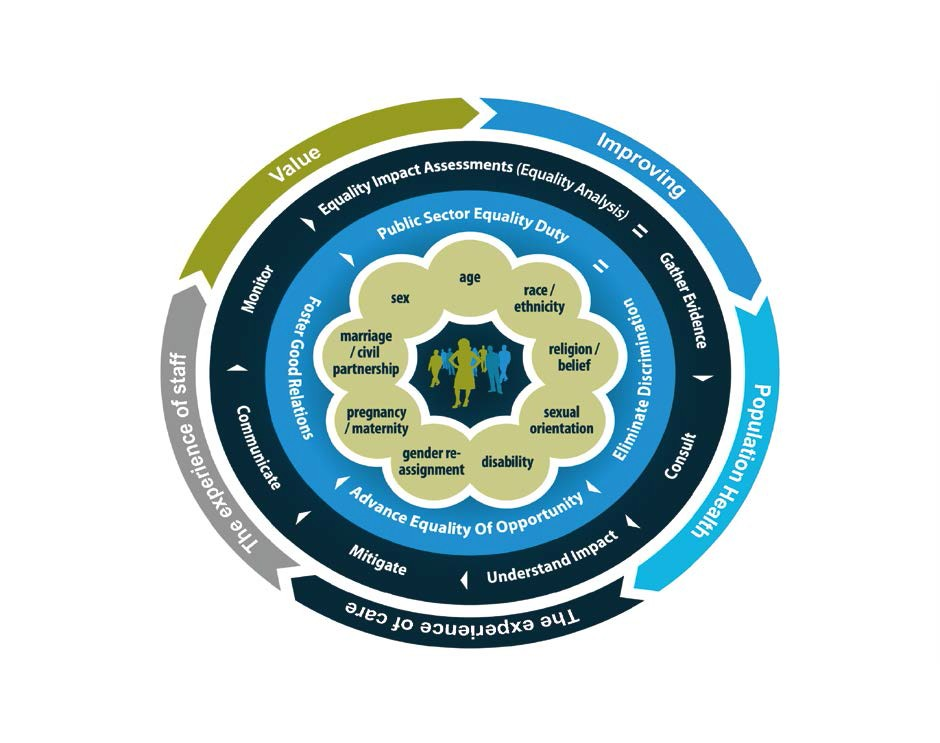 Value
Improving
Population Health
The experience of care
The experience of staff
Equality Impact Assessments (Equality Analysis)
=
Gather Evidence
Consult
Understand Impact
Mitigate
Communicate
Monitor
Public Sector Equality Duty
=
Eliminate Discrimination
Advance Equality Of Opportunity
Foster Good Relations
age
race /
ethnicity
religion /
belief
sexual
orientation
disability
gender re-
assignment
pregnancy
/ maternity
marriage
/ civil
partnership
sex